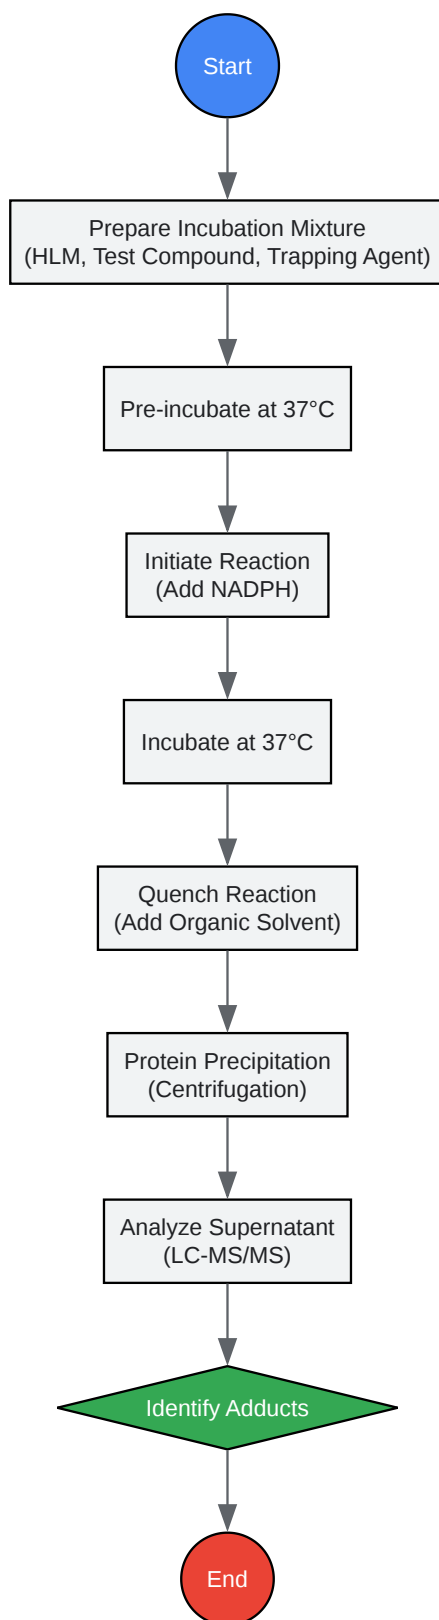 Start
Prepare Incubation Mixture
(HLM, Test Compound, Trapping Agent)
Pre-incubate at 37°C
Initiate Reaction
(Add NADPH)
Incubate at 37°C
Quench Reaction
(Add Organic Solvent)
Protein Precipitation
(Centrifugation)
Analyze Supernatant
(LC-MS/MS)
Identify Adducts
End